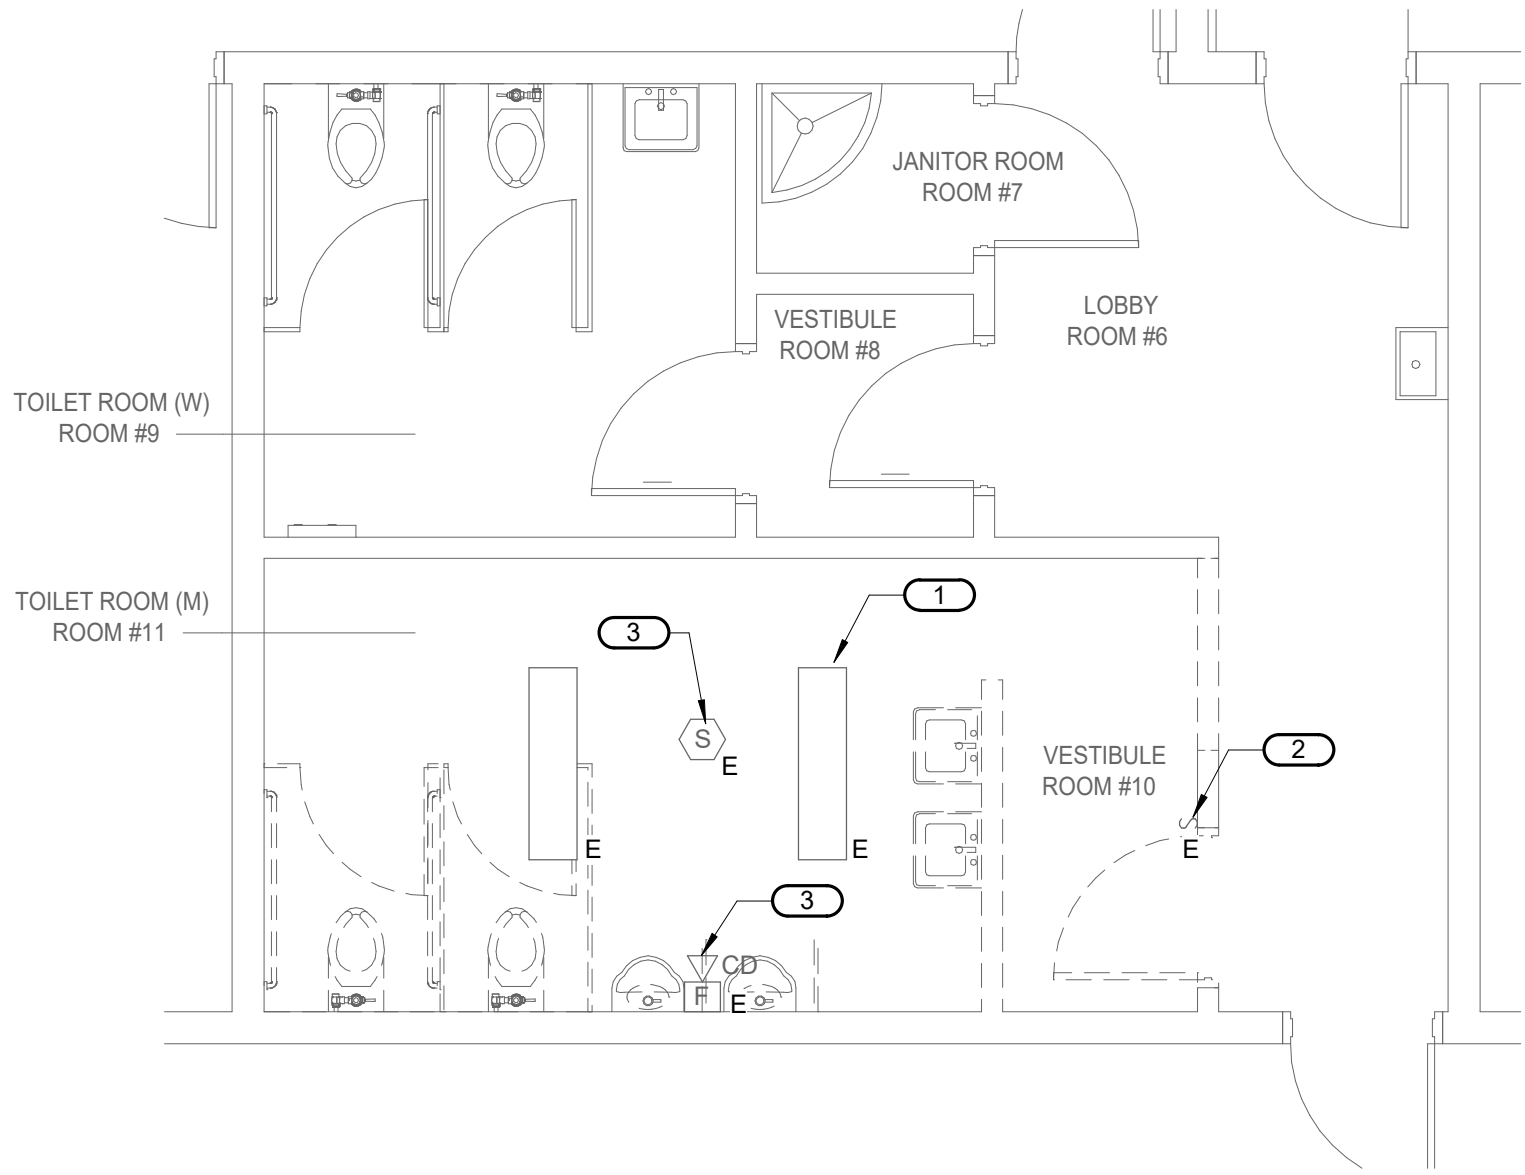 JANITOR ROOM
ROOM #7
LOBBY
ROOM #6
VESTIBULE
ROOM #8
TOILET ROOM (W)
ROOM #9
TOILET ROOM (M)
ROOM #11
1
3
S
E
VESTIBULE
ROOM #10
2
S
E
E
E
3
CD
F
E